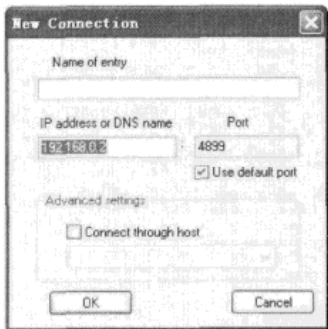 New Connection
Name of entry
IP address or DNS name Port
192.168.0.2 : 4899
Use default port
Advanced settings
Connect through host
OK Cancel